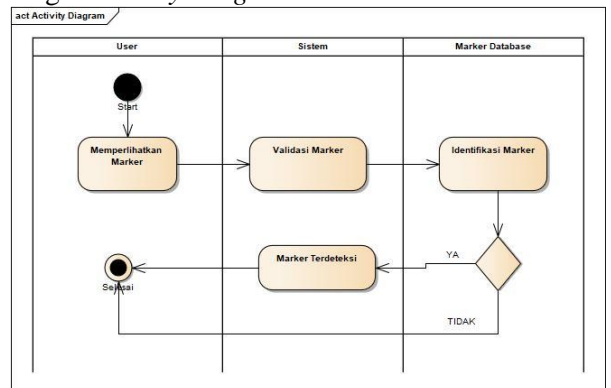 act Activity Diagram
User Sistem Marker Database
Start
Memperlihatkan
Marker
Validasi Marker
Identifikasi Marker
YA
Marker Terdeteksi
Selesai
TIDAK